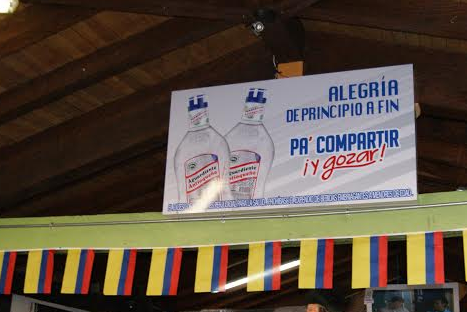 ALEGRÍA
DE PRINCIPIO A FIN
PA' COMPARTIR
¡Y gozar!
Aguardiente
Antioqueño
Aguardiente
Antioqueño